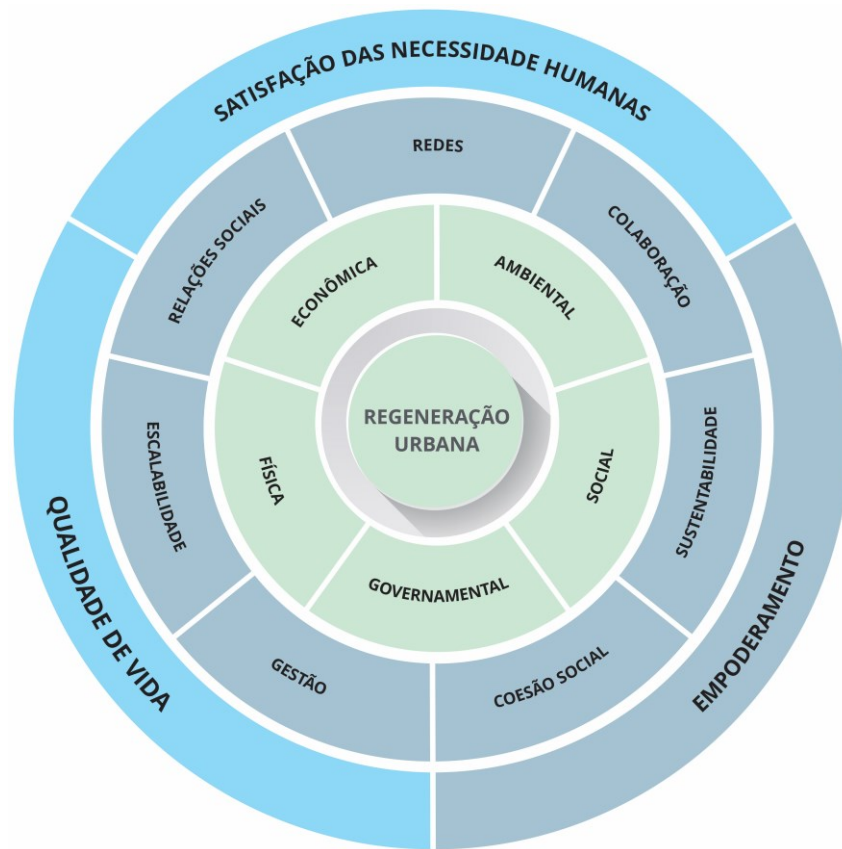 SATISFAÇÃO DAS NECESSIDADE HUMANAS
REDES
COLABORAÇÃO
RELAÇÕES SOCIAIS
ECONÔMICA
AMBIENTAL
REGENERAÇÃO
URBANA
ESCALABILIDADE
FÍSICA
SOCIAL
SUSTENTABILIDADE
GOVERNAMENTAL
QUALIDADE DE VIDA
GESTÃO
COESÃO SOCIAL
EMPODERAMENTO